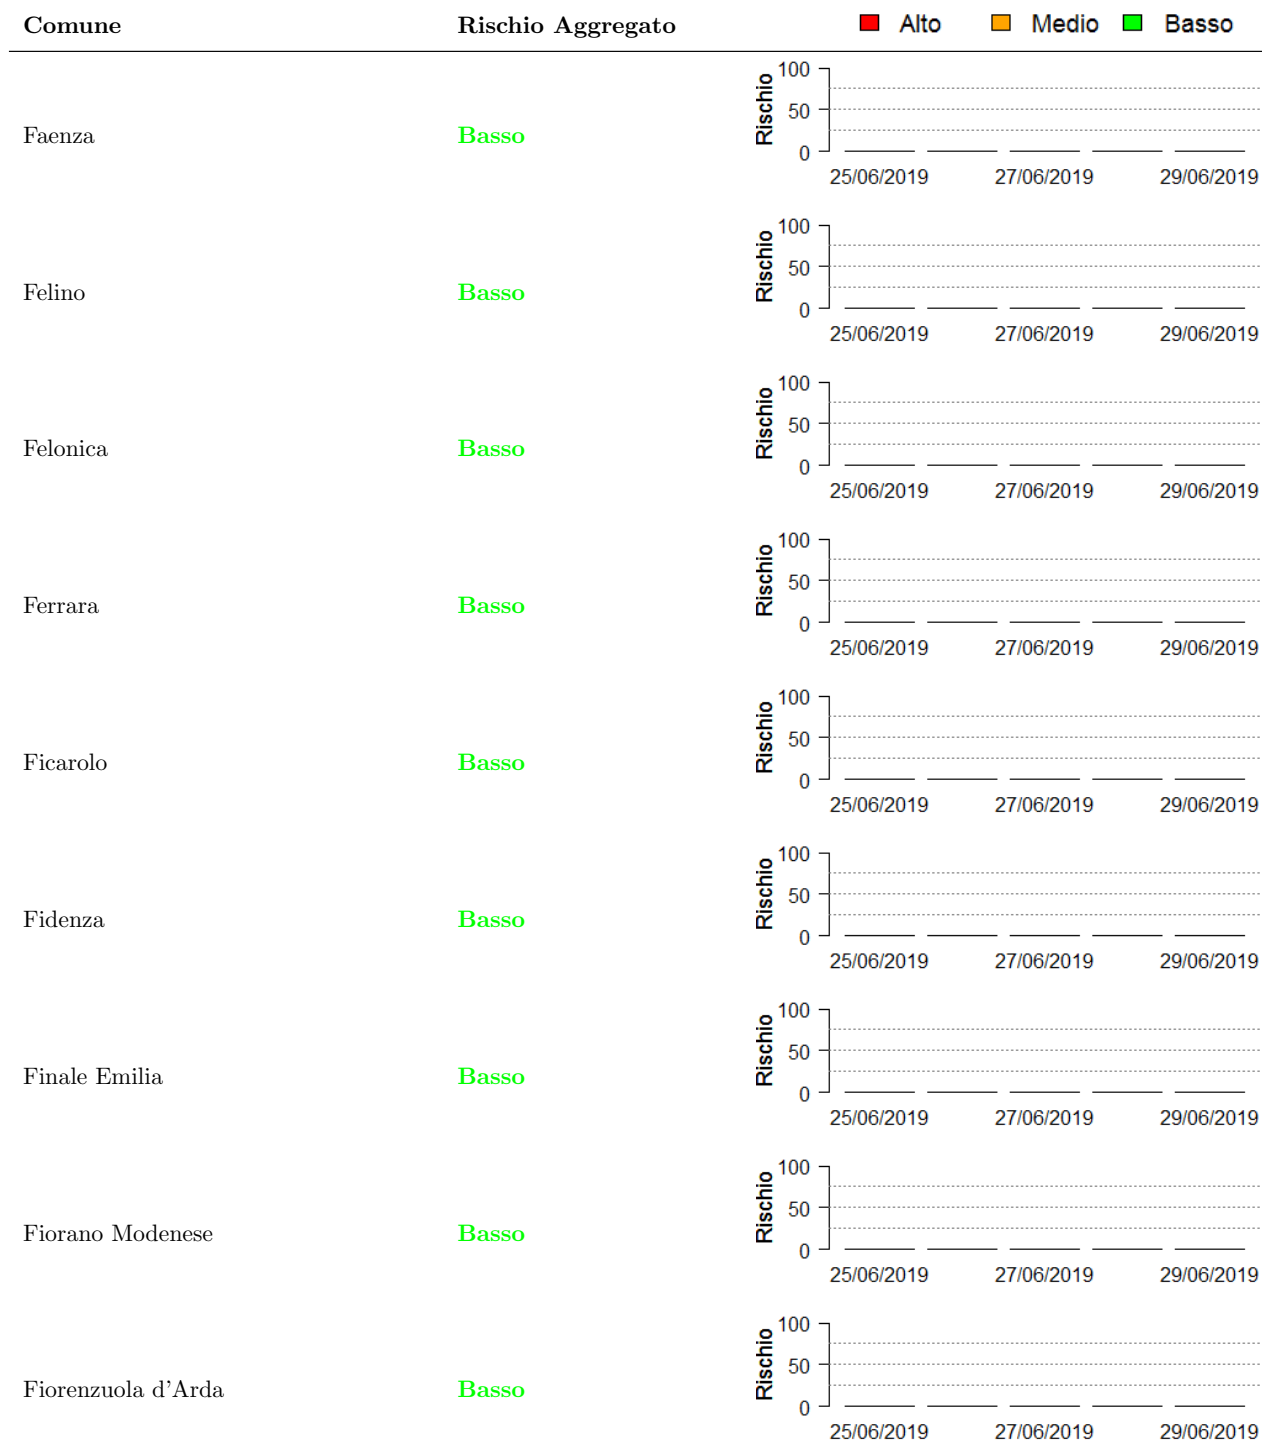 Comune Rischio Aggregato Alto Medio Basso
Faenza Basso Rischio 100 50 0
25/06/2019 27/06/2019 29/06/2019
Felino Basso Rischio 100 50 0
25/06/2019 27/06/2019 29/06/2019
Felonica Basso Rischio 100 50 0
25/06/2019 27/06/2019 29/06/2019
Ferrara Basso Rischio 100 50 0
25/06/2019 27/06/2019 29/06/2019
Ficarolo Basso Rischio 100 50 0
25/06/2019 27/06/2019 29/06/2019
Fidenza Basso Rischio 100 50 0
25/06/2019 27/06/2019 29/06/2019
Finale Emilia Basso Rischio 100 50 0
25/06/2019 27/06/2019 29/06/2019
Fiorano Modenese Basso Rischio 100 50 0
25/06/2019 27/06/2019 29/06/2019
Fiorenzuola d'Arda Basso Rischio 100 50 0
25/06/2019 27/06/2019 29/06/2019